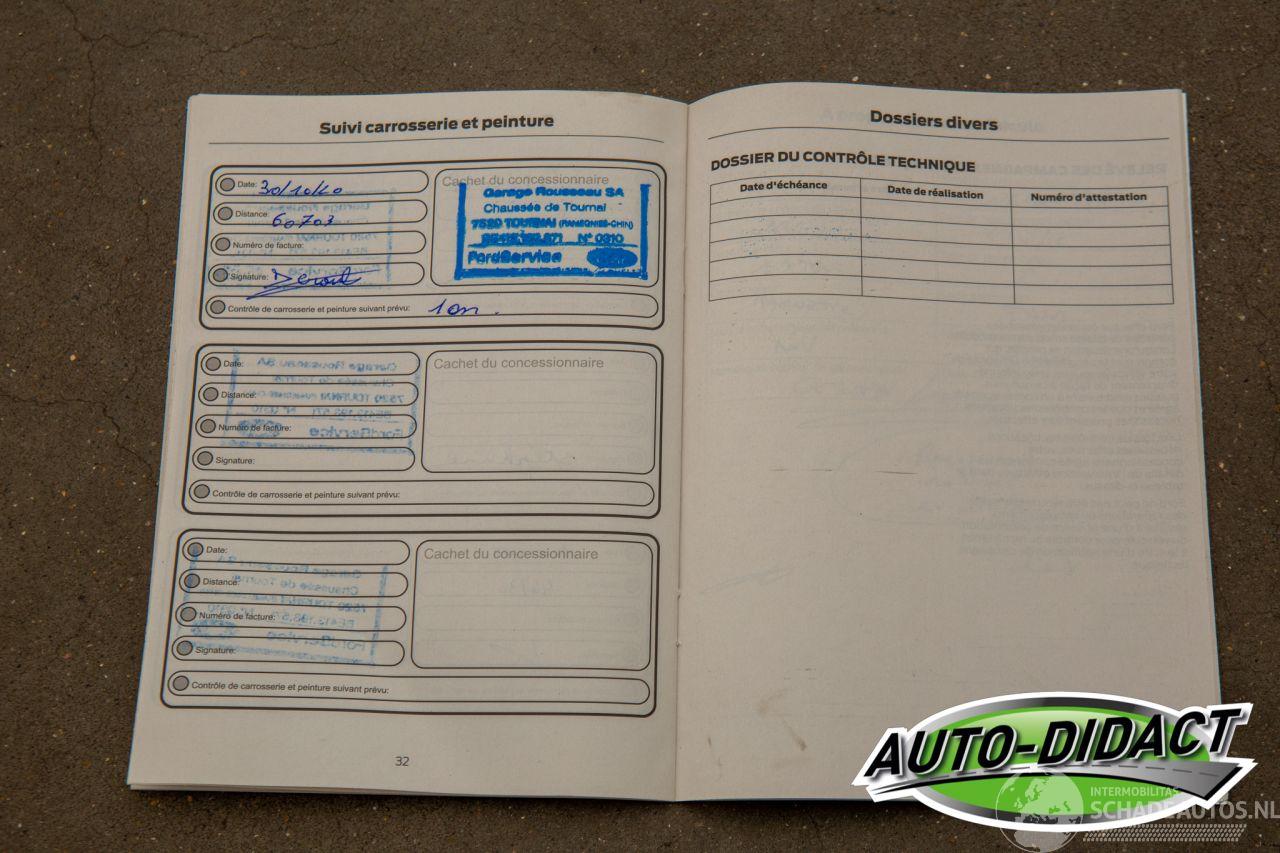 Suivi carrosserie et peinture
Date: 30/10/20
Distance: 60703
Numéro de facture:
Signature:
Cachet du concessionnaire
Garage Rousseau SA
Chaussée de Tournai
7520 TOURNAI (RAMEGNIES-CHIN)
N° 0310
FordService
Contrôle de carrosserie et peinture suivant prévu: 1an.
Date:
Distance:
Numéro de facture:
Signature:
Cachet du concessionnaire
Contrôle de carrosserie et peinture suivant prévu:
Date:
Distance:
Numéro de facture:
Signature:
Cachet du concessionnaire
Contrôle de carrosserie et peinture suivant prévu:
32
Dossiers divers
DOSSIER DU CONTRÔLE TECHNIQUE
Date d'échéance Date de réalisation Numéro d'attestation
AUTO-DIDACT
INTERMOBILITAS
SCHADEAUTOS.NL